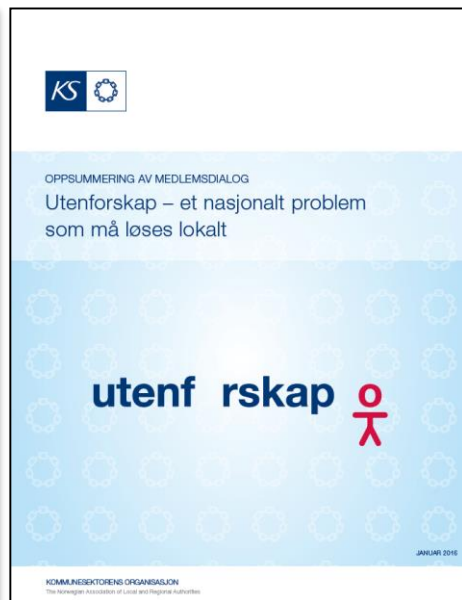 KS
OPPSUMMERING AV MEDLEMSDIALOG
Utenforskap – et nasjonalt problem
som må løses lokalt
utenf rskap o
JANUAR 2016
KOMMUNESEKTORENS ORGANISASJON
The Norwegian Association of Local and Regional Authorities